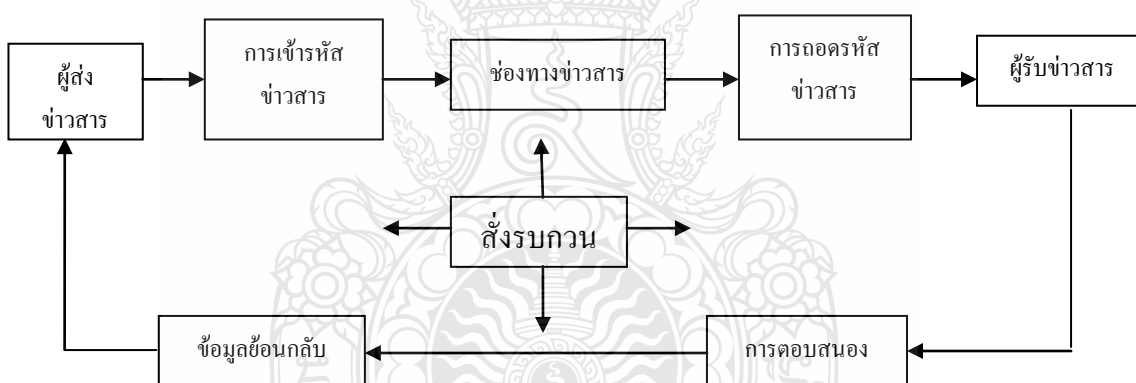 ผู้ส่ง
ข่าวสาร
การเข้ารหัส
ข่าวสาร
ช่องทางข่าวสาร
การถอดรหัส
ข่าวสาร
ผู้รับข่าวสาร
สั่งรบกวน
ข้อมูลย้อนกลับ
การตอบสนอง